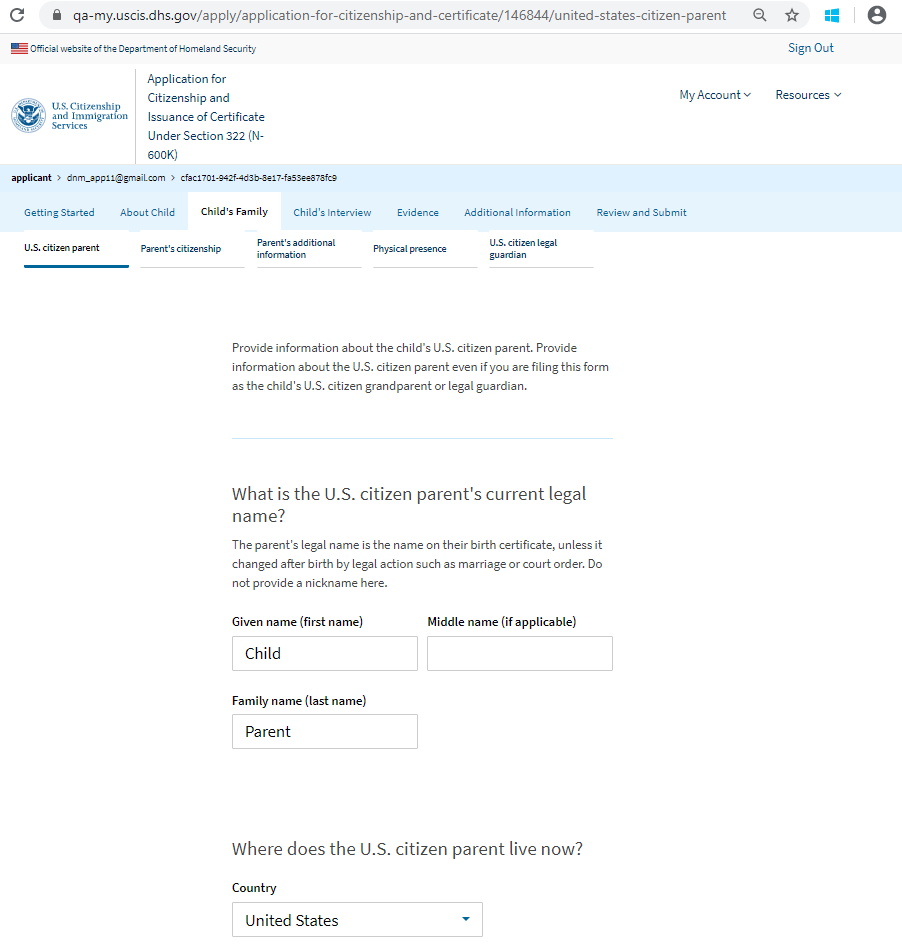 qa-my.uscis.dhs.gov/apply/application-for-citizenship-and-certificate/146844/united-states-citizen-parent
Official website of the Department of Homeland Security
Sign Out
U.S. Citizenship
and Immigration
Services
Application for
Citizenship and
Issuance of Certificate
Under Section 322 (N-
600K)
My Account
Resources
applicant > dnm_app11@gmail.com > cfac1701-942f-4d3b-8e17-fa53ee878fc9
Getting Started
About Child
Child's Family
Child's Interview
Evidence
Additional Information
Review and Submit
U.S. citizen parent
Parent's citizenship
Parent's additional
information
Physical presence
U.S. citizen legal
guardian
Provide information about the child's U.S. citizen parent. Provide
information about the U.S. citizen parent even if you are filing this form
as the child's U.S. citizen grandparent or legal guardian.
What is the U.S. citizen parent's current legal
name?
The parent's legal name is the name on their birth certificate, unless it
changed after birth by legal action such as marriage or court order. Do
not provide a nickname here.
Given name (first name)
Middle name (if applicable)
Child
Family name (last name)
Parent
Where does the U.S. citizen parent live now?
Country
United States